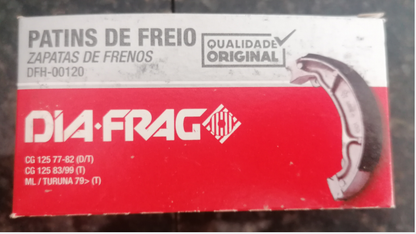 PATINS DE FREIO
ZAPATAS DE FRENOS
DFH-00120
QUALIDADE
ORIGINAL
DIA-FRAG
CG 125 77-82 (D/T)
CG 125 83/99 (T)
ML / TURUNA 79> (T)